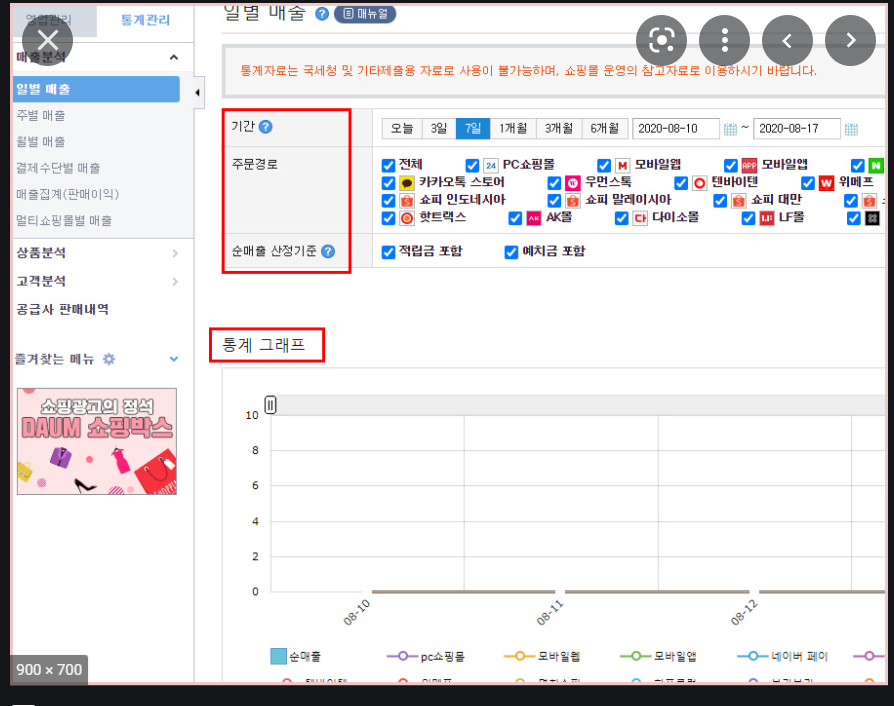 영업관리 통계관리
매출분석
일별 매출
주별 매출
월별 매출
결제수단별 매출
매출집계(판매이익)
멀티쇼핑몰별 매출
상품분석
고객분석
공급사 판매내역
즐겨찾는 메뉴
쇼핑광고의 정석
DAUM 쇼핑박스
일별 매출 ? 매뉴얼
통계자료는 국세청 및 기타제출용 자료로 사용이 불가능하며, 쇼핑몰 운영의 참고자료로 이용하시기 바랍니다.
기간 ? 오늘 3일 7일 1개월 3개월 6개월 2020-08-10 ~ 2020-08-17
주문경로 전체 24 PC쇼핑몰 M 모바일웹 APP 모바일앱 N
카카오톡 스토어 우먼스톡 텐바이텐 W 위메프
쇼피 인도네시아 쇼피 말레이시아 쇼피 대만
핫트랙스 AK AK몰 다이소몰 LF LF몰
순매출 산정기준 ? 적립금 포함 예치금 포함
통계 그래프
10
8
6
4
2
0
08-10 08-11 08-12
순매출 pc쇼핑몰 모바일웹 모바일앱 네이버 페이
900 × 700